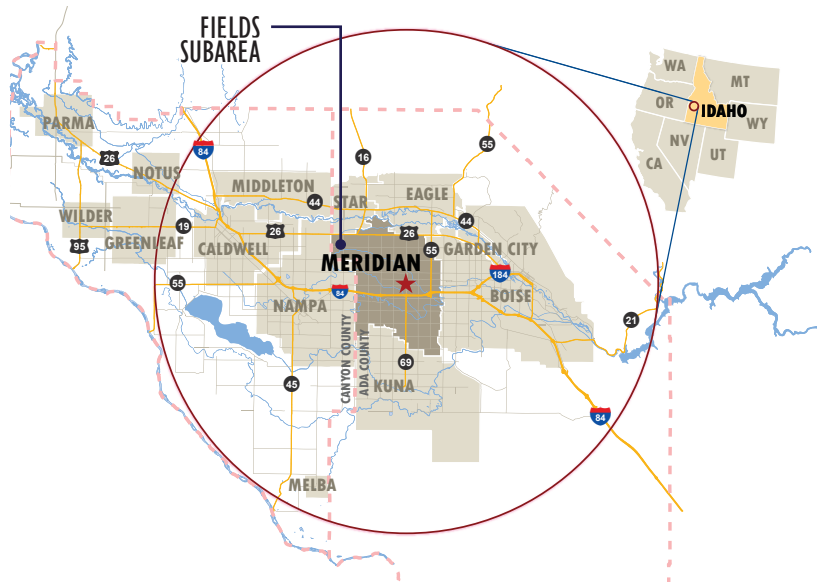 FIELDS
SUBAREA
WA
MT
OR
IDAHO
WY
NV
CA
UT
PARMA
26
84
55
16
NOTUS
MIDDLETON
44
STAR
EAGLE
WILDER
19
26
26
44
95
GREENLEAF
CALDWELL
55
GARDEN CITY
MERIDIAN
184
55
84
BOISE
NAMPA
21
CANYON COUNTY
ADA COUNTY
69
45
KUNA
84
MELBA